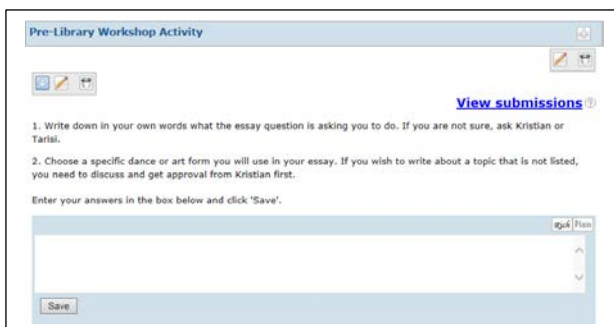 Pre-Library Workshop Activity
View submissions
1. Write down in your own words what the essay question is asking you to do. If you are not sure, ask Kristian or
Tarisi.
2. Choose a specific dance or art form you will use in your essay. If you wish to write about a topic that is not listed,
you need to discuss and get approval from Kristian first.
Enter your answers in the box below and click 'Save'.
Rich Plain
Save